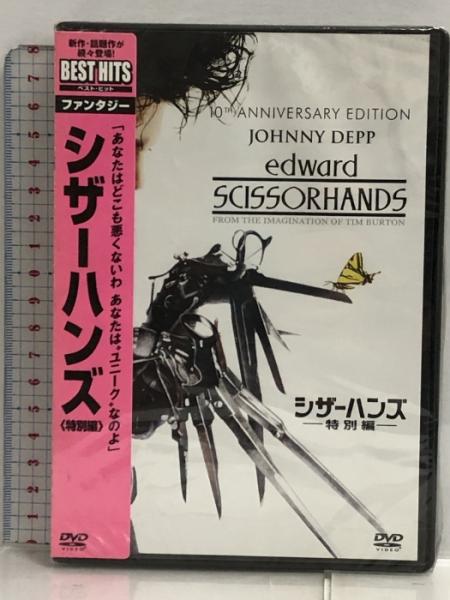 新作・話題作が
続々登場!
BEST HITS
ベスト・ヒット
ファンタジー
「あなたはどこも悪くないわ あなたは“ユニーク”なのよ」
シザーハンズ
〈特別編〉
DVD
VIDEO
10TH ANNIVERSARY EDITION
JOHNNY DEPP
edward
SCISSORHANDS
FROM THE IMAGINATION OF TIM BURTON
シザーハンズ
特別編
DVD
VIDEO